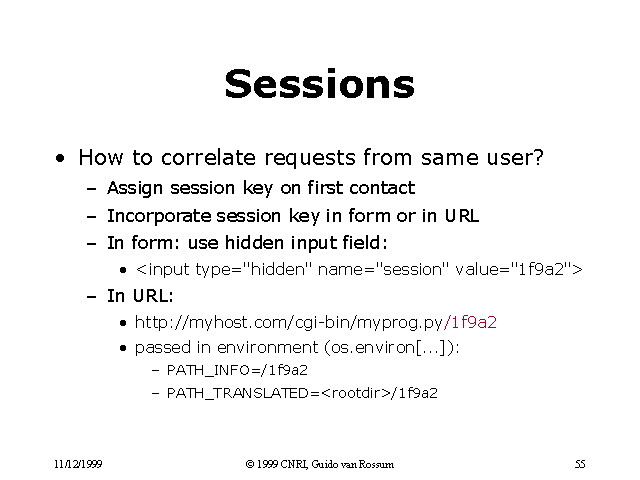 Sessions
• How to correlate requests from same user?
– Assign session key on first contact
– Incorporate session key in form or in URL
– In form: use hidden input field:
• <input type="hidden" name="session" value="1f9a2">
– In URL:
• http://myhost.com/cgi-bin/myprog.py/1f9a2
• passed in environment (os.environ[...]):
– PATH_INFO=/1f9a2
– PATH_TRANSLATED=<rootdir>/1f9a2
11/12/1999 © 1999 CNRI, Guido van Rossum 55